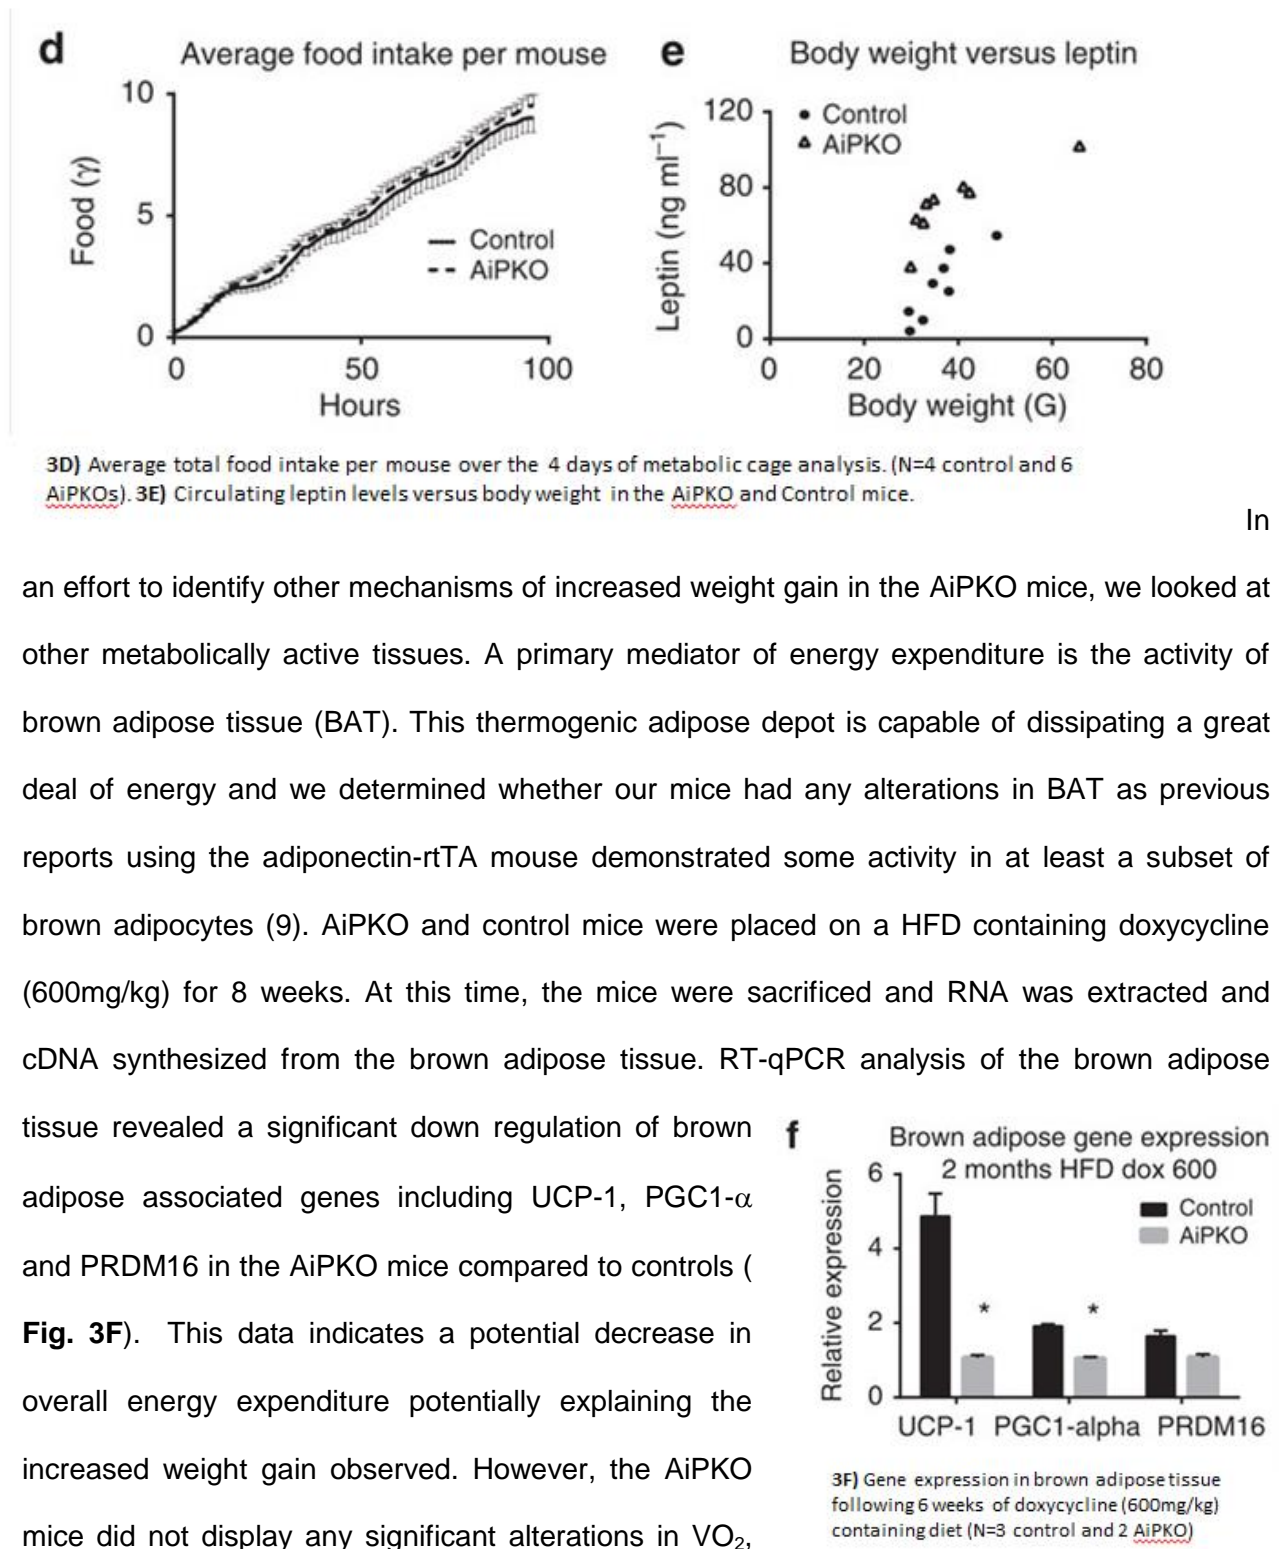 d Average food intake per mouse
10
5
0
Food (γ)
Control
AiPKO
0 50 100
Hours
e Body weight versus leptin
120
80
40
0
Leptin (ng ml⁻¹)
Control
AiPKO
0 20 40 60 80
Body weight (G)
3D) Average total food intake per mouse over the 4 days of metabolic cage analysis. (N=4 control and 6
AiPKOs). 3E) Circulating leptin levels versus body weight in the AiPKO and Control mice.
In
an effort to identify other mechanisms of increased weight gain in the AiPKO mice, we looked at
other metabolically active tissues. A primary mediator of energy expenditure is the activity of
brown adipose tissue (BAT). This thermogenic adipose depot is capable of dissipating a great
deal of energy and we determined whether our mice had any alterations in BAT as previous
reports using the adiponectin-rtTA mouse demonstrated some activity in at least a subset of
brown adipocytes (9). AiPKO and control mice were placed on a HFD containing doxycycline
(600mg/kg) for 8 weeks. At this time, the mice were sacrificed and RNA was extracted and
cDNA synthesized from the brown adipose tissue. RT-qPCR analysis of the brown adipose
tissue revealed a significant down regulation of brown
adipose associated genes including UCP-1, PGC1-α
and PRDM16 in the AiPKO mice compared to controls (
Fig. 3F). This data indicates a potential decrease in
overall energy expenditure potentially explaining the
increased weight gain observed. However, the AiPKO
mice did not display any significant alterations in VO₂,
f Brown adipose gene expression
2 months HFD dox 600
6
4
2
0
Relative expression
Control
AiPKO
* *
UCP-1 PGC1-alpha PRDM16
3F) Gene expression in brown adipose tissue
following 6 weeks of doxycycline (600mg/kg)
containing diet (N=3 control and 2 AiPKO)